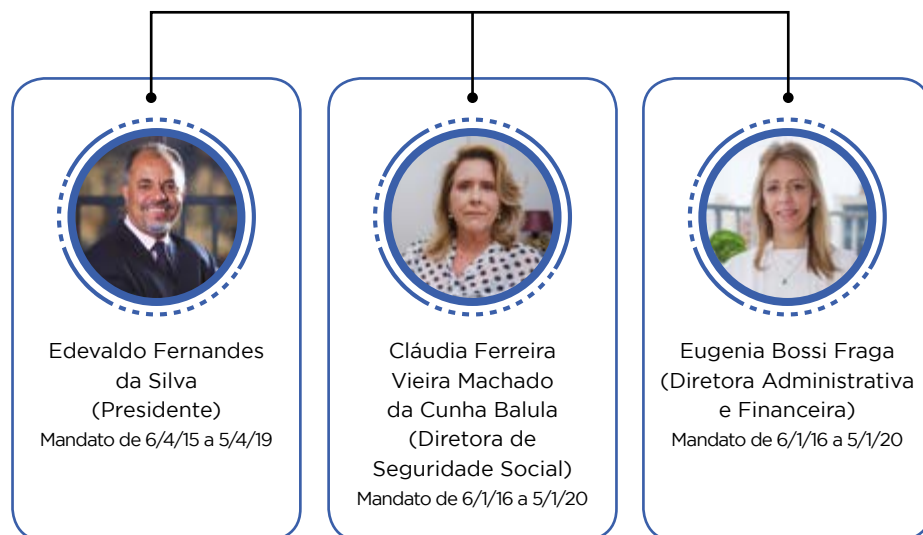 Edevaldo Fernandes
da Silva
(Presidente)
Mandato de 6/4/15 a 5/4/19
Cláudia Ferreira
Vieira Machado
da Cunha Balula
(Diretora de
Seguridade Social)
Mandato de 6/1/16 a 5/1/20
Eugenia Bossi Fraga
(Diretora Administrativa
e Financeira)
Mandato de 6/1/16 a 5/1/20